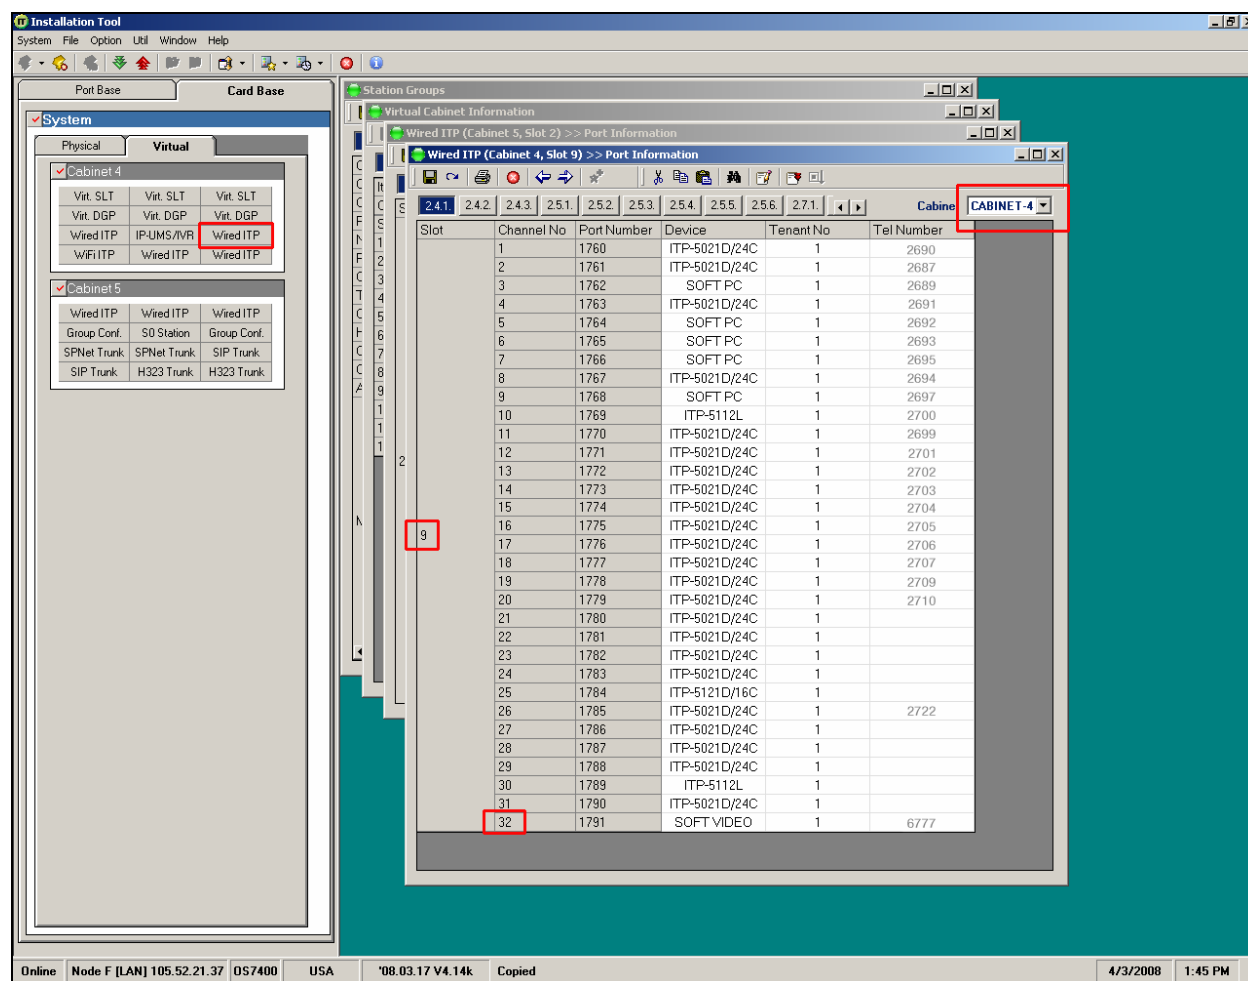 Installation Tool
System File Option Util Window Help
Port Base Card Base
System
Physical Virtual
Cabinet 4
Virt. SLT Virt. SLT Virt. SLT
Virt. DGP Virt. DGP Virt. DGP
Wired ITP IP-UMS/IVR Wired ITP
WiFi ITP Wired ITP Wired ITP
Cabinet 5
Wired ITP Wired ITP Wired ITP
Group Conf. S0 Station Group Conf.
SPNet Trunk SPNet Trunk SIP Trunk
SIP Trunk H323 Trunk H323 Trunk
Station Groups
Virtual Cabinet Information
Wired ITP (Cabinet 5, Slot 2) >> Port Information
Wired ITP (Cabinet 4, Slot 9) >> Port Information
2.4.1. 2.4.2. 2.4.3. 2.5.1. 2.5.2. 2.5.3. 2.5.4. 2.5.5. 2.5.6. 2.7.1. Cabine CABINET-4
Slot Channel No Port Number Device Tenant No Tel Number
1 1760 ITP-5021D/24C 1 2690
2 1761 ITP-5021D/24C 1 2687
3 1762 SOFT PC 1 2689
4 1763 ITP-5021D/24C 1 2691
5 1764 SOFT PC 1 2692
6 1765 SOFT PC 1 2693
7 1766 SOFT PC 1 2695
8 1767 ITP-5021D/24C 1 2694
9 1768 SOFT PC 1 2697
10 1769 ITP-5112L 1 2700
11 1770 ITP-5021D/24C 1 2699
12 1771 ITP-5021D/24C 1 2701
13 1772 ITP-5021D/24C 1 2702
14 1773 ITP-5021D/24C 1 2703
15 1774 ITP-5021D/24C 1 2704
16 1775 ITP-5021D/24C 1 2705
9
17 1776 ITP-5021D/24C 1 2706
18 1777 ITP-5021D/24C 1 2707
19 1778 ITP-5021D/24C 1 2709
20 1779 ITP-5021D/24C 1 2710
21 1780 ITP-5021D/24C 1
22 1781 ITP-5021D/24C 1
23 1782 ITP-5021D/24C 1
24 1783 ITP-5021D/24C 1
25 1784 ITP-5121D/16C 1
26 1785 ITP-5021D/24C 1 2722
27 1786 ITP-5021D/24C 1
28 1787 ITP-5021D/24C 1
29 1788 ITP-5021D/24C 1
30 1789 ITP-5112L 1
31 1790 ITP-5021D/24C 1
32 1791 SOFT VIDEO 1 6777
Online Node F [LAN] 105.52.21.37 OS7400 USA '08.03.17 V4.14k Copied 4/3/2008 1:45 PM